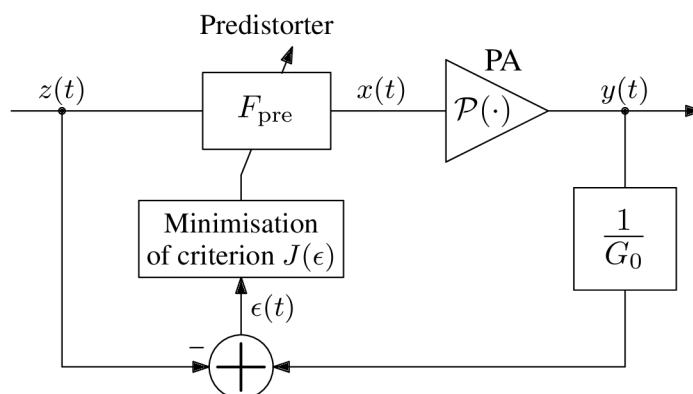 Predistorter
PA
z(t)
F_pre
x(t)
𝒫(·)
y(t)
Minimisation
of criterion J(ϵ)
1
G_0
ϵ(t)
−